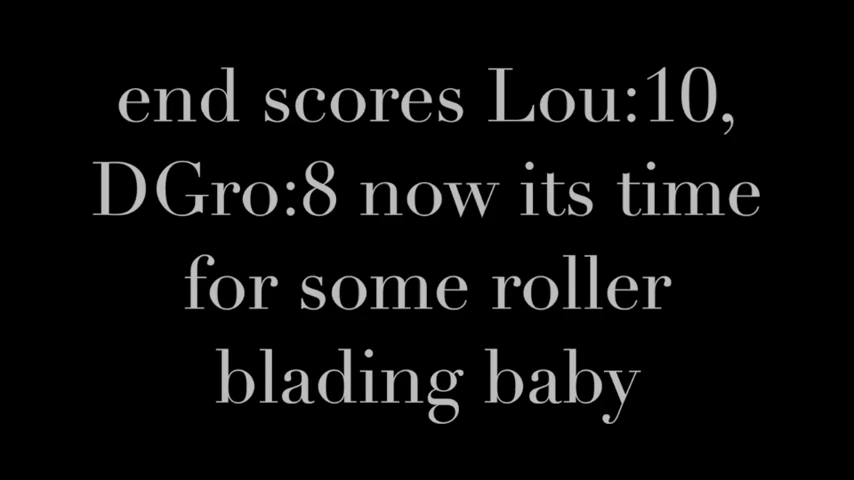 end scores Lou:10,
DGro:8 now its time
for some roller
blading baby